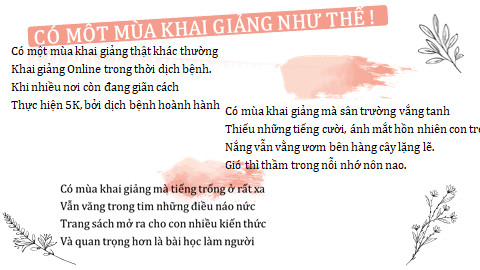 CÓ MỘT MÙA KHAI GIẢNG NHƯ THẾ !
Có một mùa khai giảng thật khác thường
Khai giảng Online trong thời dịch bệnh.
Khi nhiều nơi còn đang giãn cách
Thực hiện 5K, bởi dịch bệnh hoành hành
Có mùa khai giảng mà sân trường vắng tanh
Thiếu những tiếng cười, ánh mắt hồn nhiên con
Nắng vẫn vằng ươm bên hàng cây lặng lẽ.
Gió thì thầm trong nỗi nhớ nôn nao.
Có mùa khai giảng mà tiếng trống ở rất xa
Vẫn văng trong tim những điều náo nức
Trang sách mở ra cho con nhiều kiến thức
Và quan trọng hơn là bài học làm người